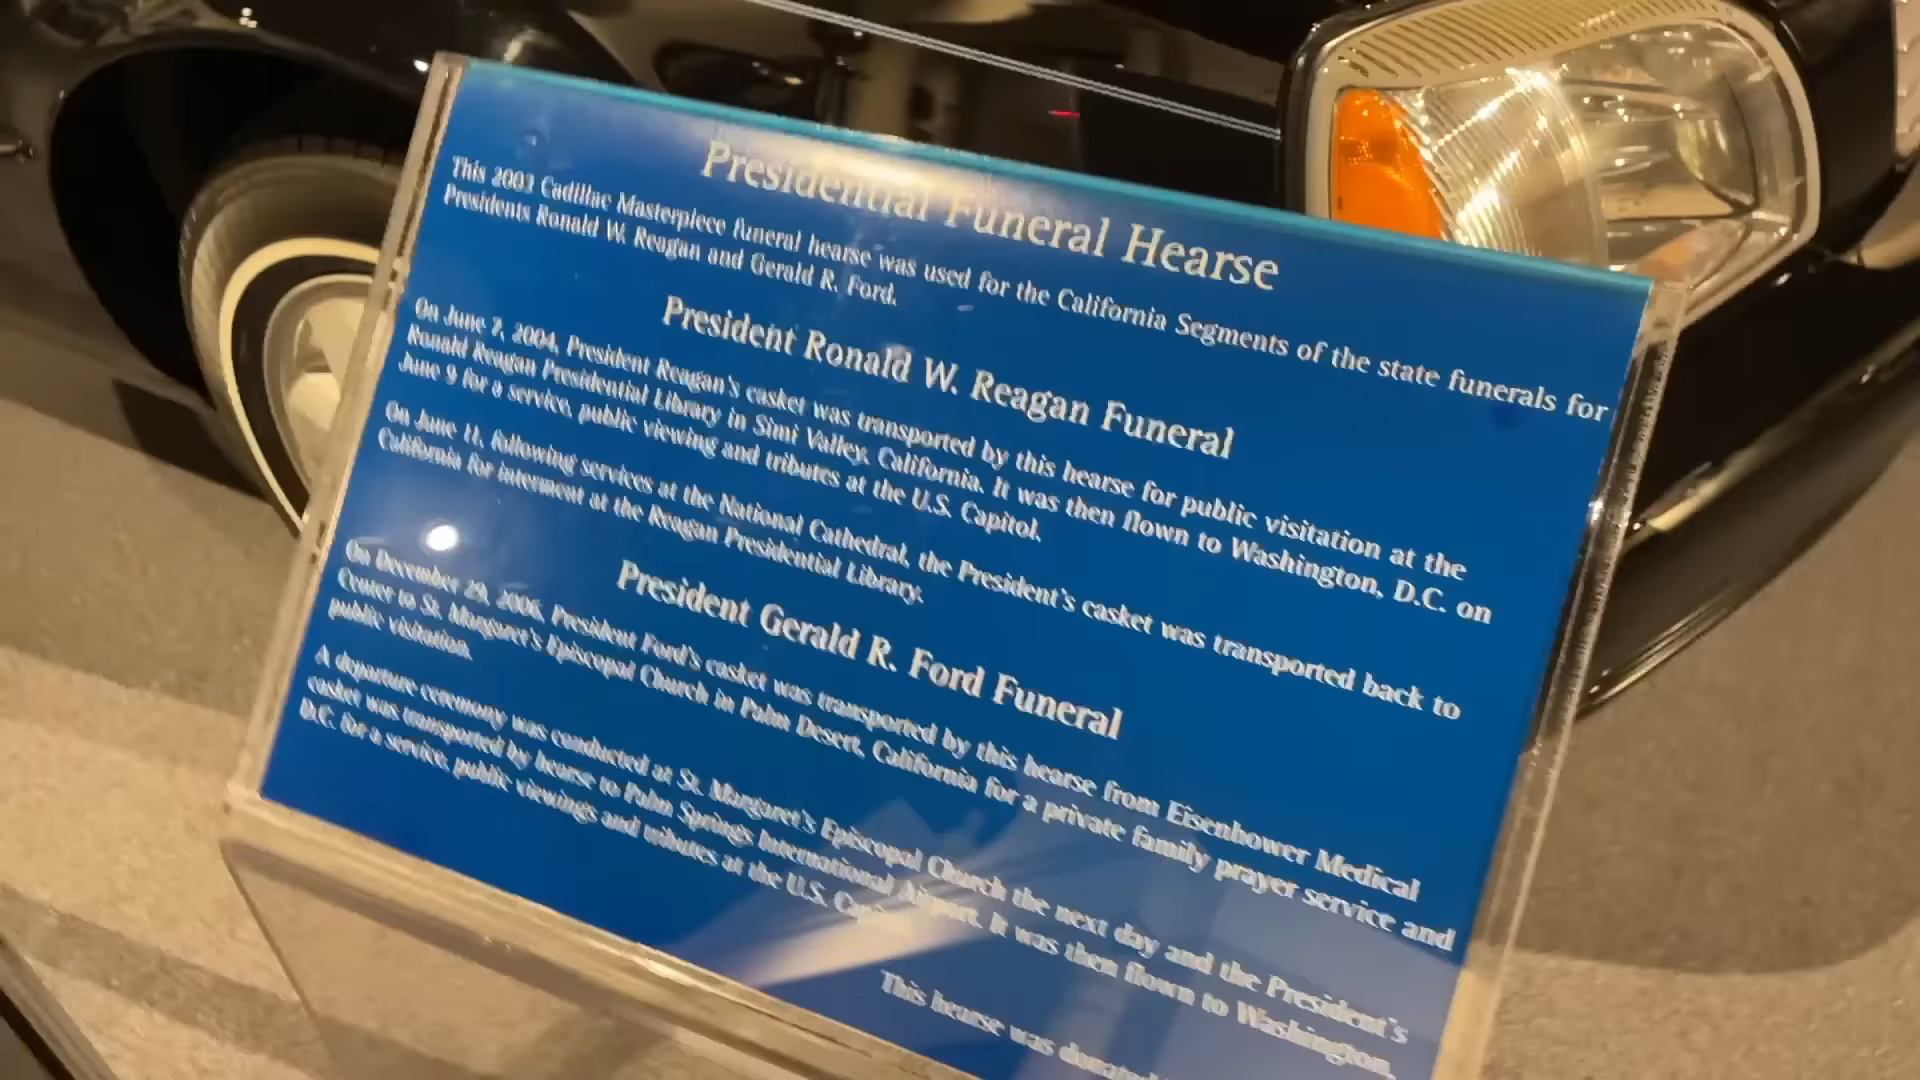 Presidential Funeral Hearse
This 2003 Cadillac Masterpiece funeral hearse was used for the California Segments of the state funerals for
Presidents Ronald W. Reagan and Gerald R. Ford.
President Ronald W. Reagan Funeral
On June 7, 2004, President Reagan's casket was transported by this hearse for public visitation at the
Ronald Reagan Presidential Library in Simi Valley, California. It was then flown to Washington, D.C. on
June 9 for a service, public viewing and tributes at the U.S. Capitol.
On June 11, following services at the National Cathedral, the President's casket was transported back to
California for interment at the Reagan Presidential Library.
President Gerald R. Ford Funeral
On December 29, 2006, President Ford's casket was transported by this hearse from Eisenhower Medical
Center to St. Margaret's Episcopal Church in Palm Desert, California for a private family prayer service and
public visitation.
A departure ceremony was conducted at St. Margaret's Episcopal Church the next day and the President's
casket was transported by hearse to Palm Springs International Airport. It was then flown to Washington,
D.C. for a service, public viewings and tributes at the U.S. Capitol.
This hearse was donated